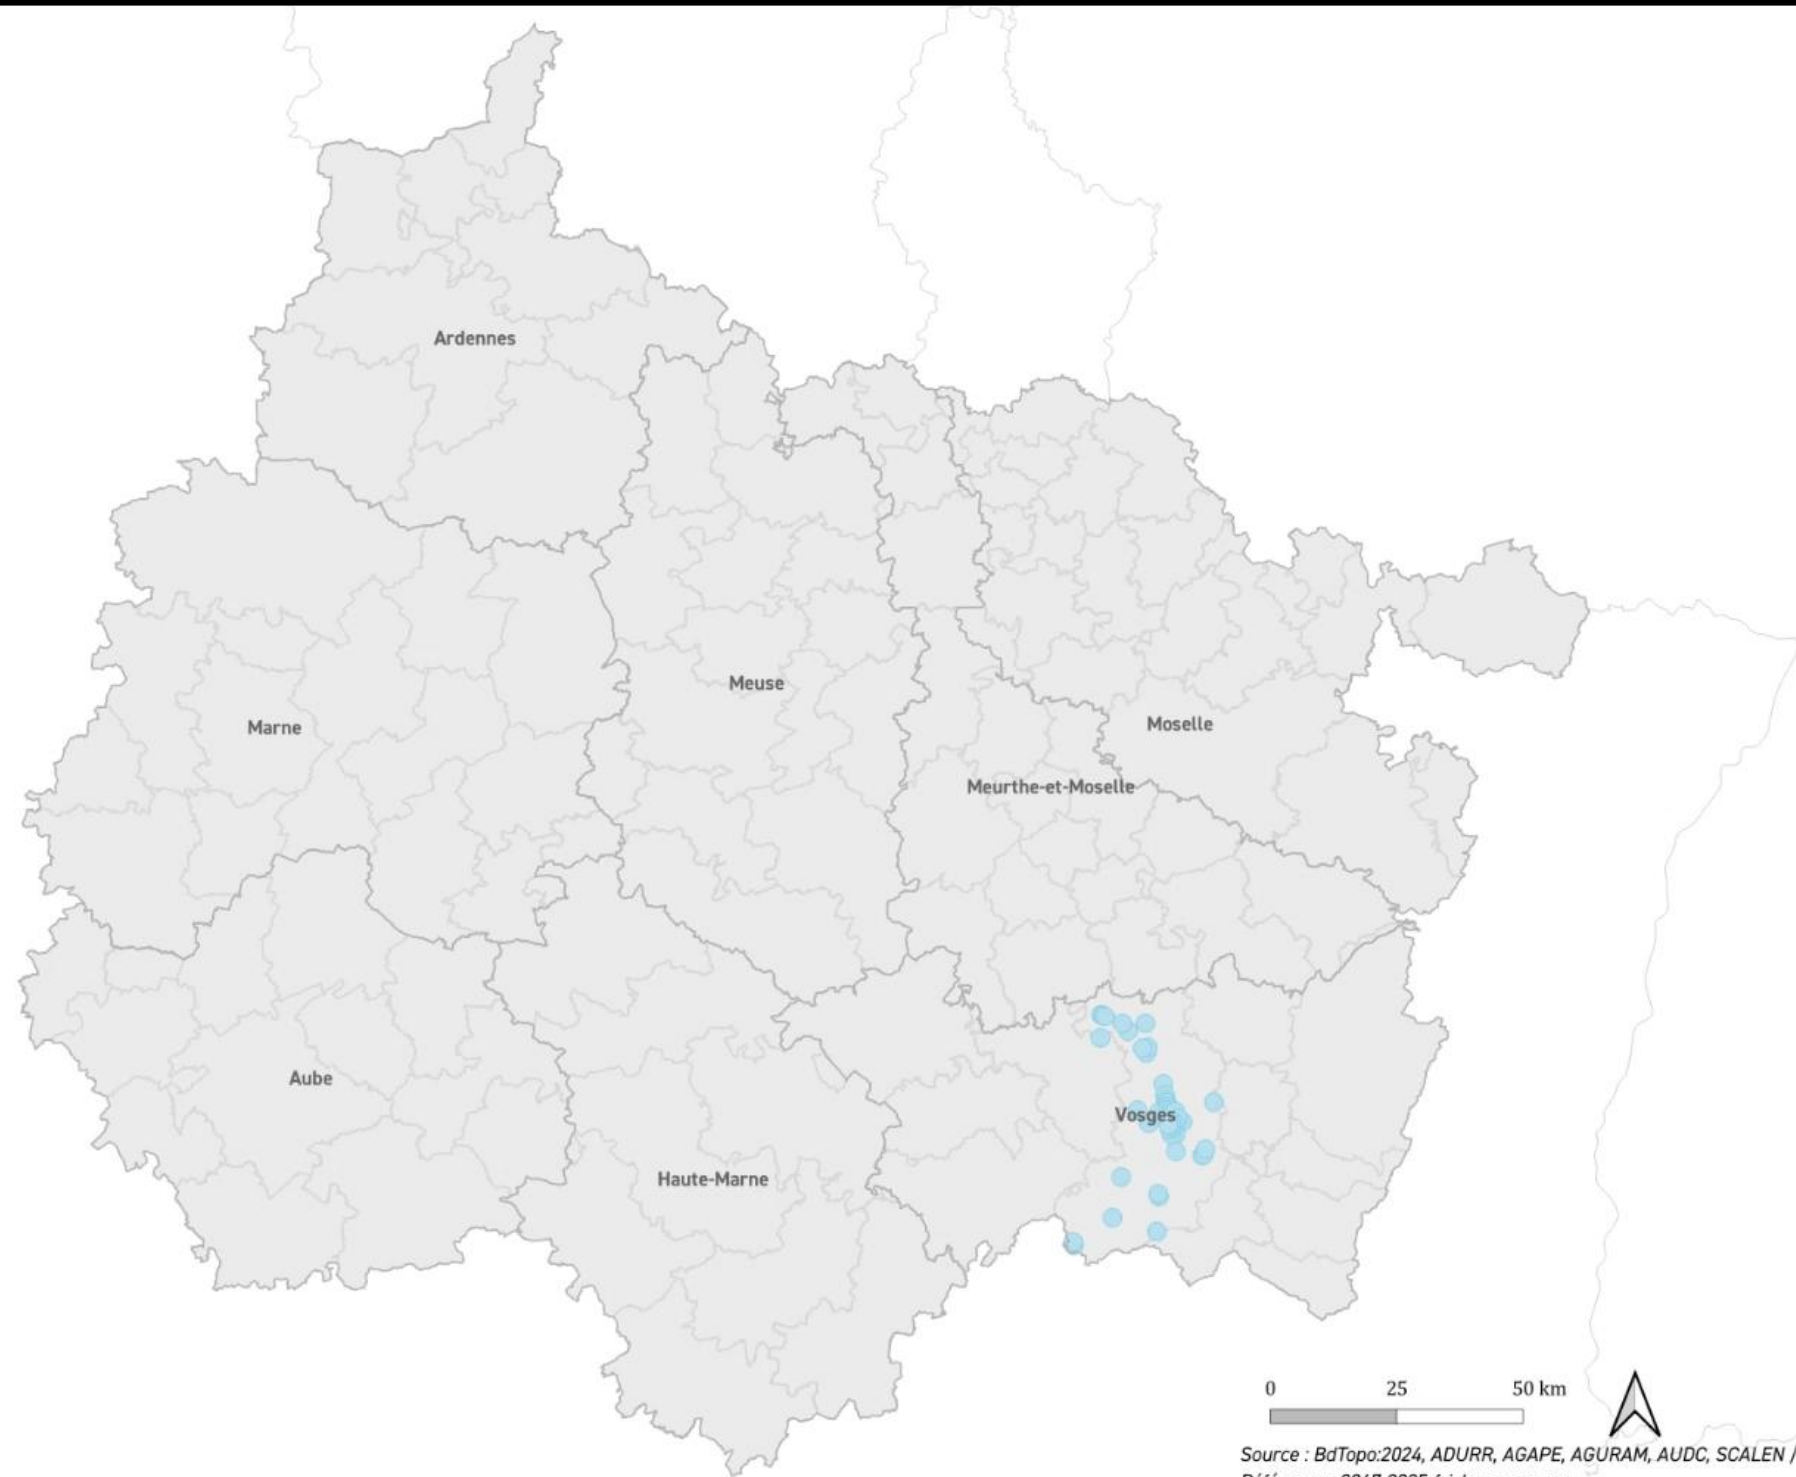 Ardennes
Meuse
Marne
Moselle
Meurthe-et-Moselle
Aube
Vosges
Haute-Marne
0 25 50 km
Source : BdTopo:2024, ADURR, AGAPE, AGURAM, AUDC, SCALEN /